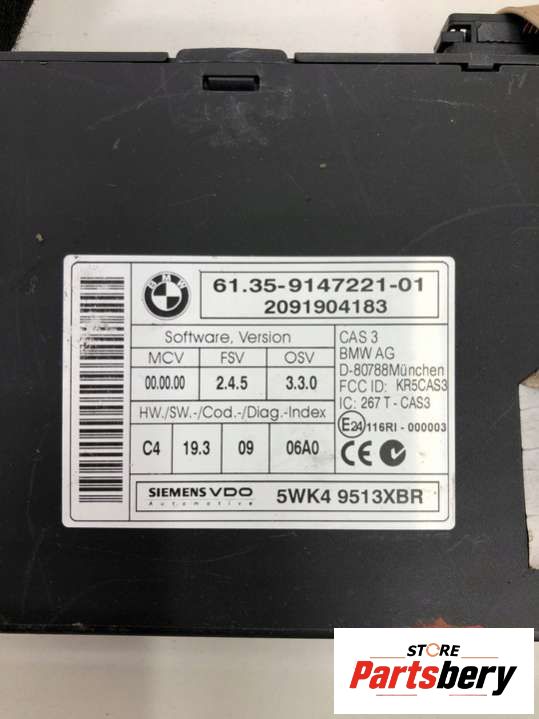 BMW
61.35-9147221-01
2091904183
Software, Version
MCV FSV OSV
00.00.00 2.4.5 3.3.0
HW./SW.-/Cod.-/Diag.-Index
C4 19.3 09 06A0
CAS 3
BMW AG
D-80788München
FCC ID: KR5CAS3
IC: 267 T - CAS3
E24 116RI - 000003
CE
SIEMENS VDO
Automotive
5WK4 9513XBR
STORE
Partsbery